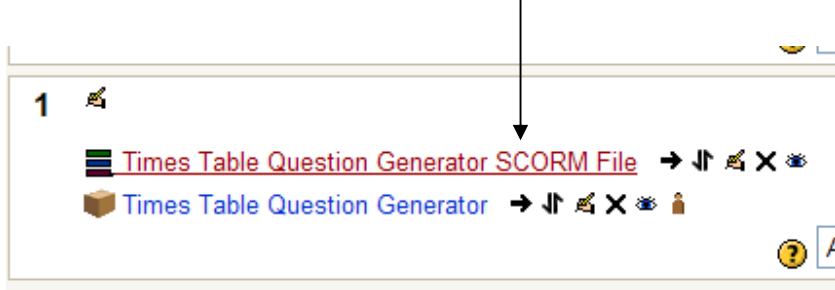 1
Times Table Question Generator SCORM File
Times Table Question Generator